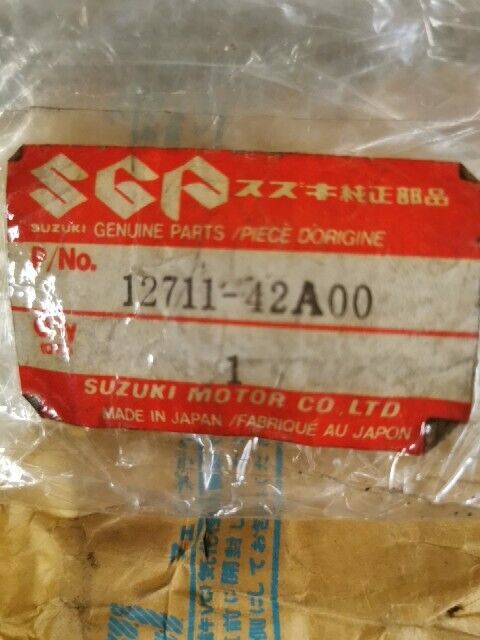 SGP スズキ純正部品
SUZUKI GENUINE PARTS /PIECE DORIGINE
P/No.
12711-42A00
1
SUZUKI MOTOR CO.,LTD.
MADE IN JAPAN /FABRIQUÉ AU JAPON